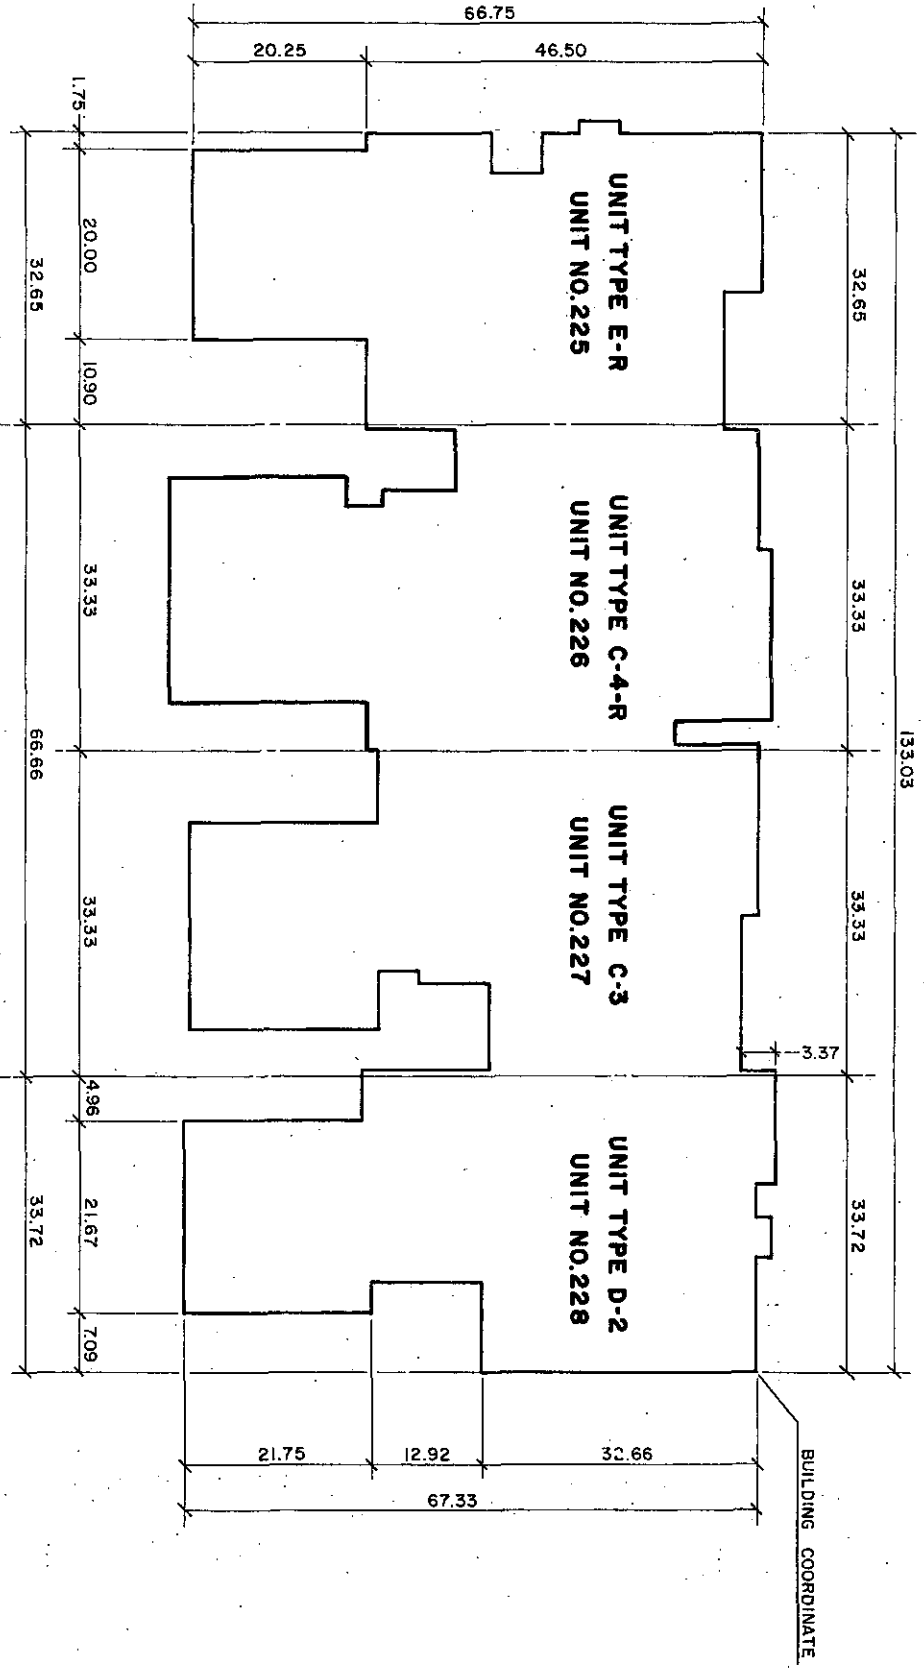 66.75
20.25
46.50
1.75
20.00
10.90
32.65
32.65
UNIT TYPE E-R
UNIT NO.225
33.33
33.33
UNIT TYPE C-4-R
UNIT NO.226
133.03
66.66
33.33
33.33
UNIT TYPE C-3
UNIT NO.227
3.37
4.96
21.67
7.09
33.72
33.72
UNIT TYPE D-2
UNIT NO.228
21.75
12.92
32.66
67.33
BUILDING COORDINATE